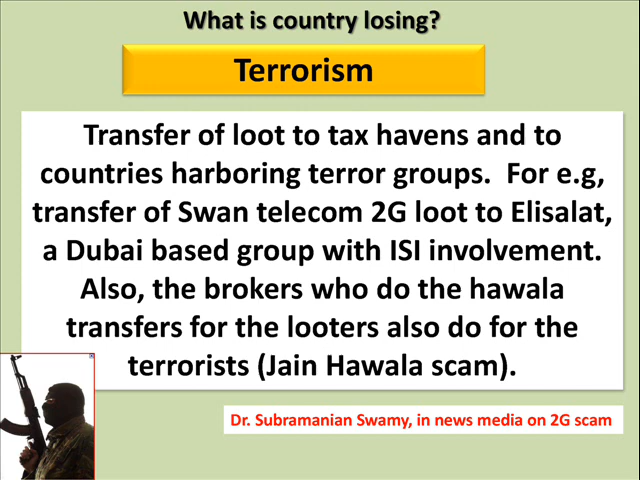 What is country losing?
Terrorism
Transfer of loot to tax havens and to
countries harboring terror groups.  For e.g,
transfer of Swan telecom 2G loot to Elisalat,
a Dubai based group with ISI involvement.
Also, the brokers who do the hawala
transfers for the looters also do for the
terrorists (Jain Hawala scam).
Dr. Subramanian Swamy, in news media on 2G scam